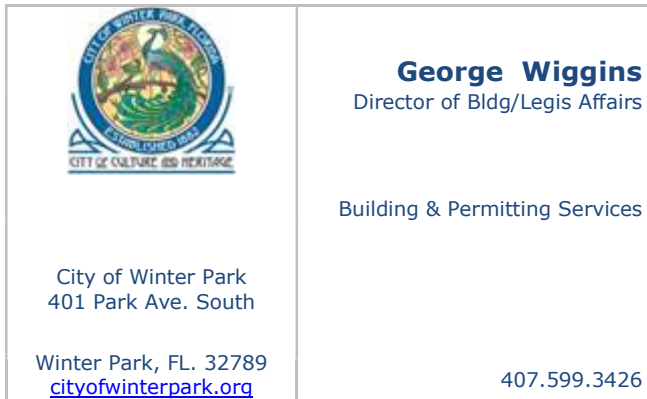 CITY OF WINTER PARK, FLORIDA
ESTABLISHED 1882
CITY OF CULTURE AND HERITAGE
City of Winter Park
401 Park Ave. South
Winter Park, FL. 32789
cityofwinterpark.org
George Wiggins
Director of Bldg/Legis Affairs
Building & Permitting Services
407.599.3426